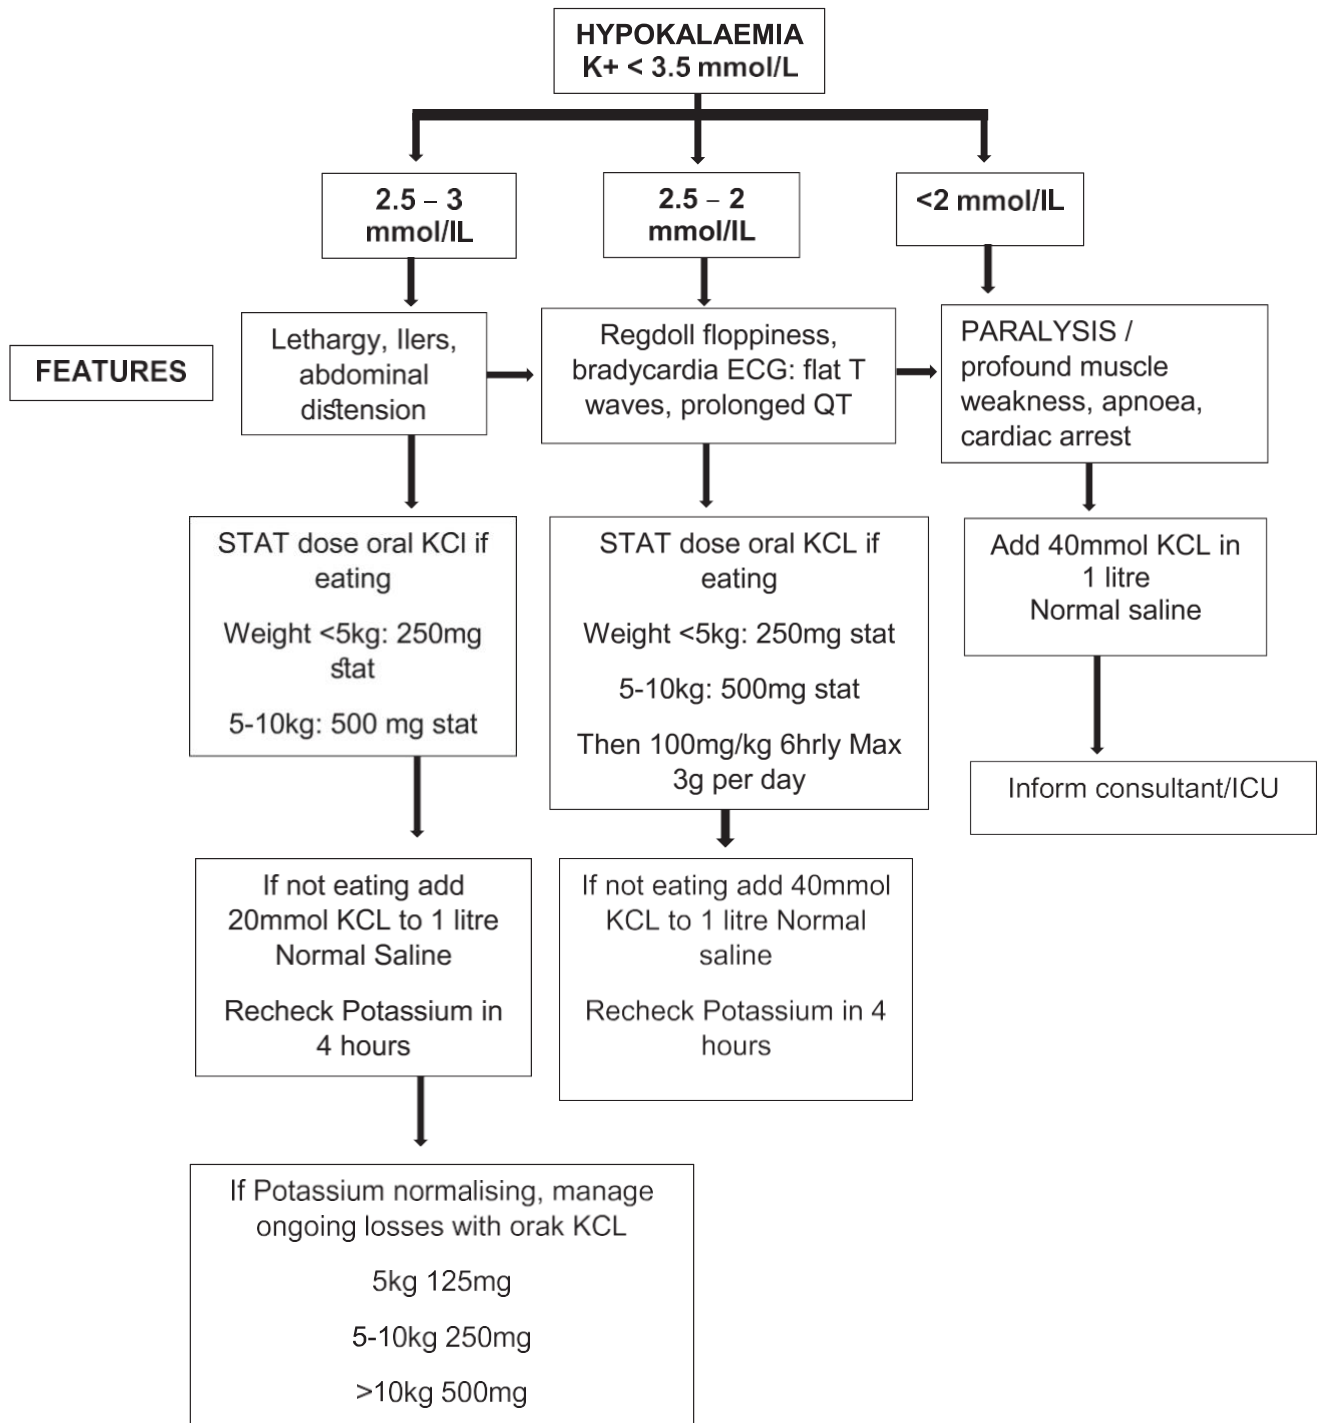 HYPOKALAEMIA
K+ < 3.5 mmol/L
2.5 – 3
mmol/IL
2.5 – 2
mmol/IL
<2 mmol/IL
FEATURES
Lethargy, Ilers,
abdominal
distension
Regdoll floppiness,
bradycardia ECG: flat T
waves, prolonged QT
PARALYSIS /
profound muscle
weakness, apnoea,
cardiac arrest
STAT dose oral KCl if
eating
Weight <5kg: 250mg
stat
5-10kg: 500 mg stat
STAT dose oral KCL if
eating
Weight <5kg: 250mg stat
5-10kg: 500mg stat
Then 100mg/kg 6hrly Max
3g per day
Add 40mmol KCL in
1 litre
Normal saline
Inform consultant/ICU
If not eating add
20mmol KCL to 1 litre
Normal Saline
Recheck Potassium in
4 hours
If not eating add 40mmol
KCL to 1 litre Normal
saline
Recheck Potassium in 4
hours
If Potassium normalising, manage
ongoing losses with orak KCL
5kg 125mg
5-10kg 250mg
>10kg 500mg